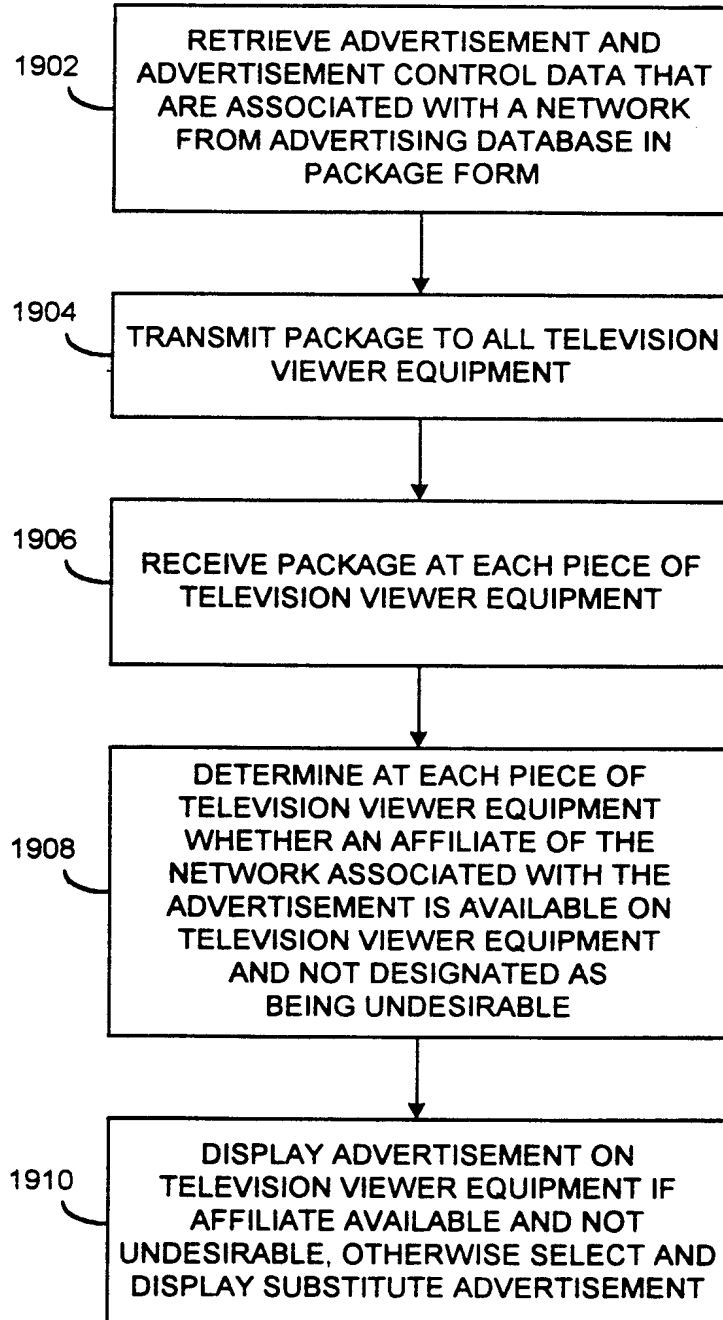 1902
RETRIEVE ADVERTISEMENT AND
ADVERTISEMENT CONTROL DATA THAT
ARE ASSOCIATED WITH A NETWORK
FROM ADVERTISING DATABASE IN
PACKAGE FORM
1904
TRANSMIT PACKAGE TO ALL TELEVISION
VIEWER EQUIPMENT
1906
RECEIVE PACKAGE AT EACH PIECE OF
TELEVISION VIEWER EQUIPMENT
1908
DETERMINE AT EACH PIECE OF
TELEVISION VIEWER EQUIPMENT
WHETHER AN AFFILIATE OF THE
NETWORK ASSOCIATED WITH THE
ADVERTISEMENT IS AVAILABLE ON
TELEVISION VIEWER EQUIPMENT
AND NOT DESIGNATED AS
BEING UNDESIRABLE
1910
DISPLAY ADVERTISEMENT ON
TELEVISION VIEWER EQUIPMENT IF
AFFILIATE AVAILABLE AND NOT
UNDESIRABLE, OTHERWISE SELECT AND
DISPLAY SUBSTITUTE ADVERTISEMENT